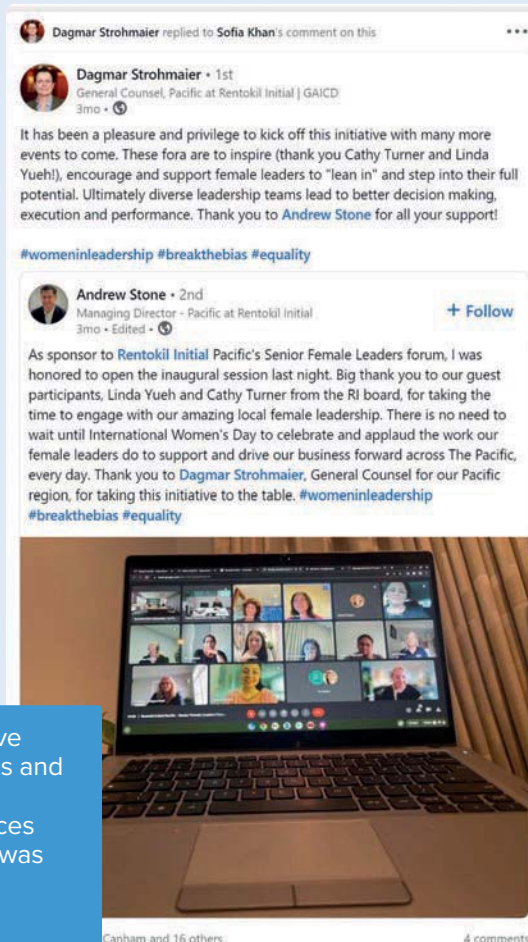 Dagmar Strohmaier replied to Sofia Khan's comment on this
Dagmar Strohmaier • 1st
General Counsel, Pacific at Rentokil Initial | GAICD
3mo •
It has been a pleasure and privilege to kick off this initiative with many more
events to come. These fora are to inspire (thank you Cathy Turner and Linda
Yueh!), encourage and support female leaders to "lean in" and step into their full
potential. Ultimately diverse leadership teams lead to better decision making,
execution and performance. Thank you to Andrew Stone for all your support!
#womeninleadership #breakthebias #equality
Andrew Stone • 2nd
Managing Director - Pacific at Rentokil Initial
3mo • Edited •
+ Follow
As sponsor to Rentokil Initial Pacific's Senior Female Leaders forum, I was
honored to open the inaugural session last night. Big thank you to our guest
participants, Linda Yueh and Cathy Turner from the RI board, for taking the
time to engage with our amazing local female leadership. There is no need to
wait until International Women's Day to celebrate and applaud the work our
female leaders do to support and drive our business forward across The Pacific,
every day. Thank you to Dagmar Strohmaier, General Counsel for our Pacific
region, for taking this initiative to the table. #womeninleadership
#breakthebias #equality
ve
s and
ces
was
Canham and 16 others
4 comments